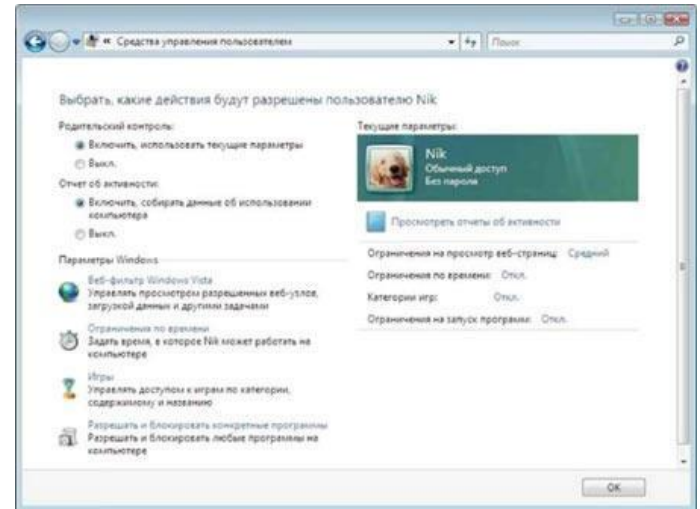 « Средства управления пользователем
Поиск
Выбрать, какие действия будут разрешены пользователю Nik
Родительский контроль:
Включить, использовать текущие параметры
Выкл.
Отчет об активности:
Включить, собирать данные об использовании
компьютера
Выкл.
Параметры Windows
Веб-фильтр Windows Vista
Управлять просмотром разрешенных веб-узлов,
загрузкой данных и другими задачами
Ограничения по времени
Задать время, в которое Nik может работать на
компьютере
Игры
Управлять доступом к играм по категории,
содержимому и названию
Разрешать и блокировать конкретные программы
Разрешать и блокировать любые программы на
компьютере
Текущие параметры:
Nik
Обычный доступ
Без пароля
Просмотреть отчеты об активности
Ограничения на просмотр веб-страниц: Средний
Ограничения по времени: Откл.
Категории игр: Откл.
Ограничения на запуск программ: Откл.
OK